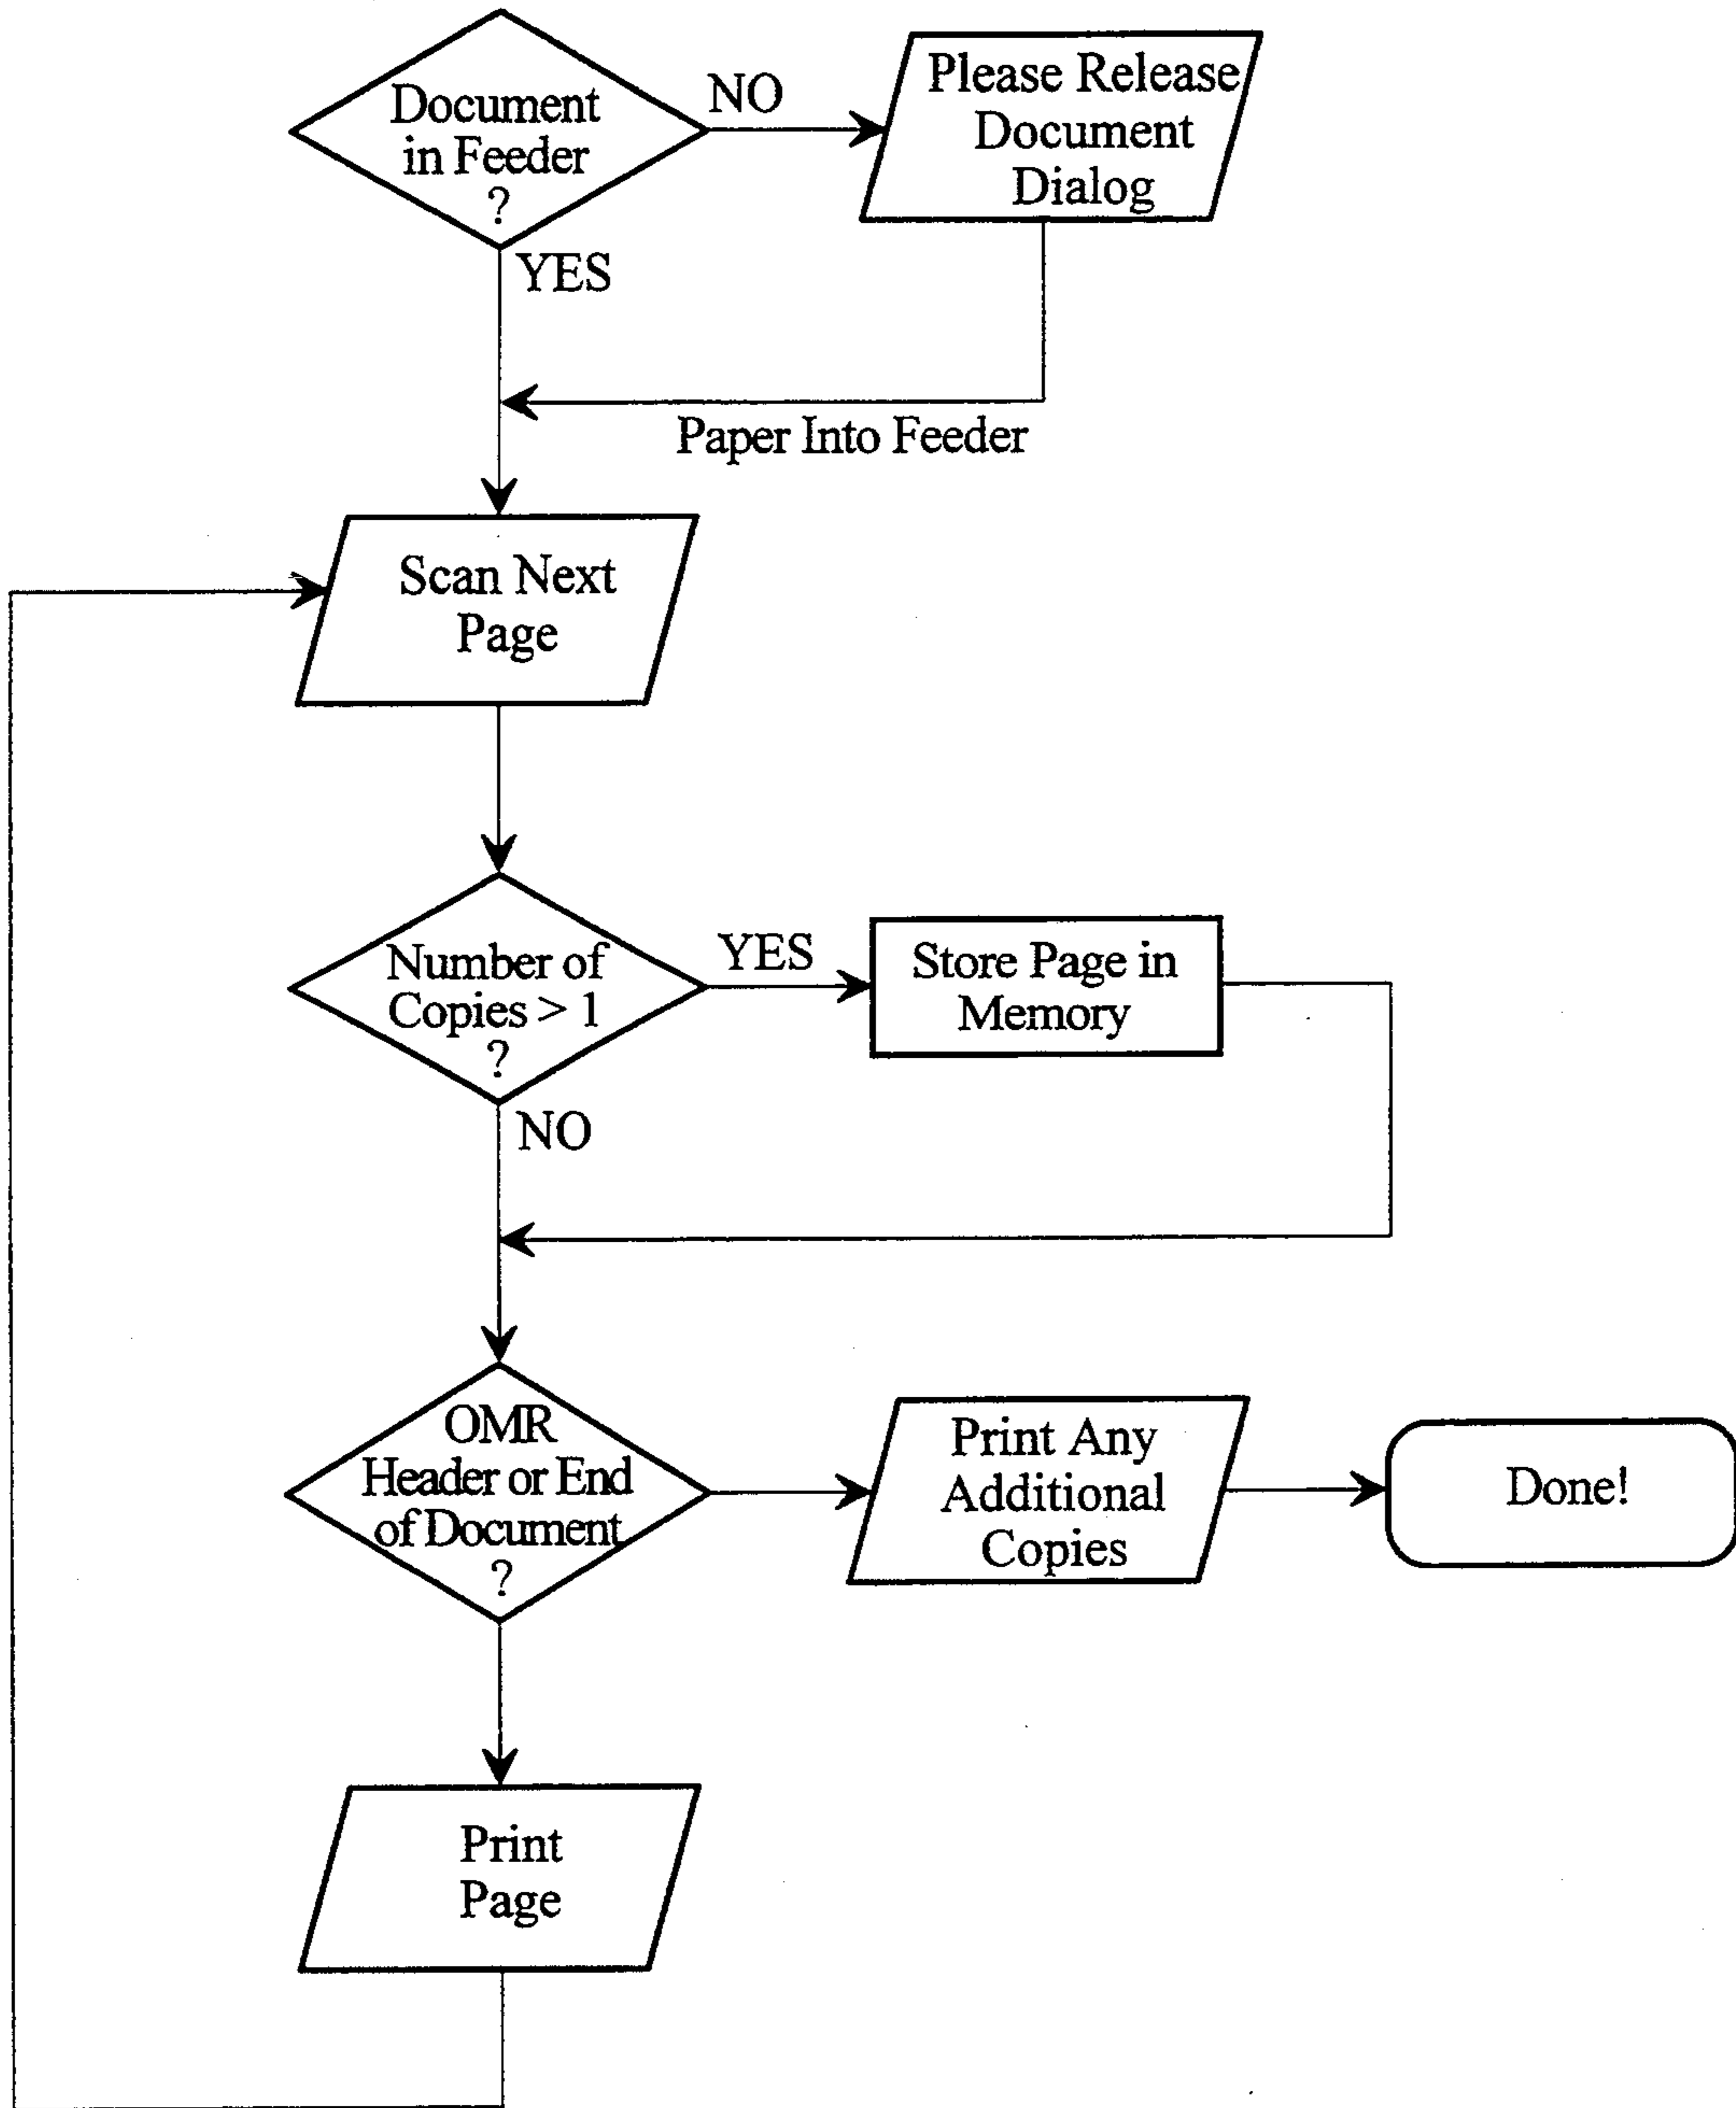 Document
in Feeder
?
NO
Please Release
Document
Dialog
YES
Paper Into Feeder
Scan Next
Page
Number of
Copies > 1
?
YES
Store Page in
Memory
NO
OMR
Header or End
of Document
?
Print Any
Additional
Copies
Done!
Print
Page